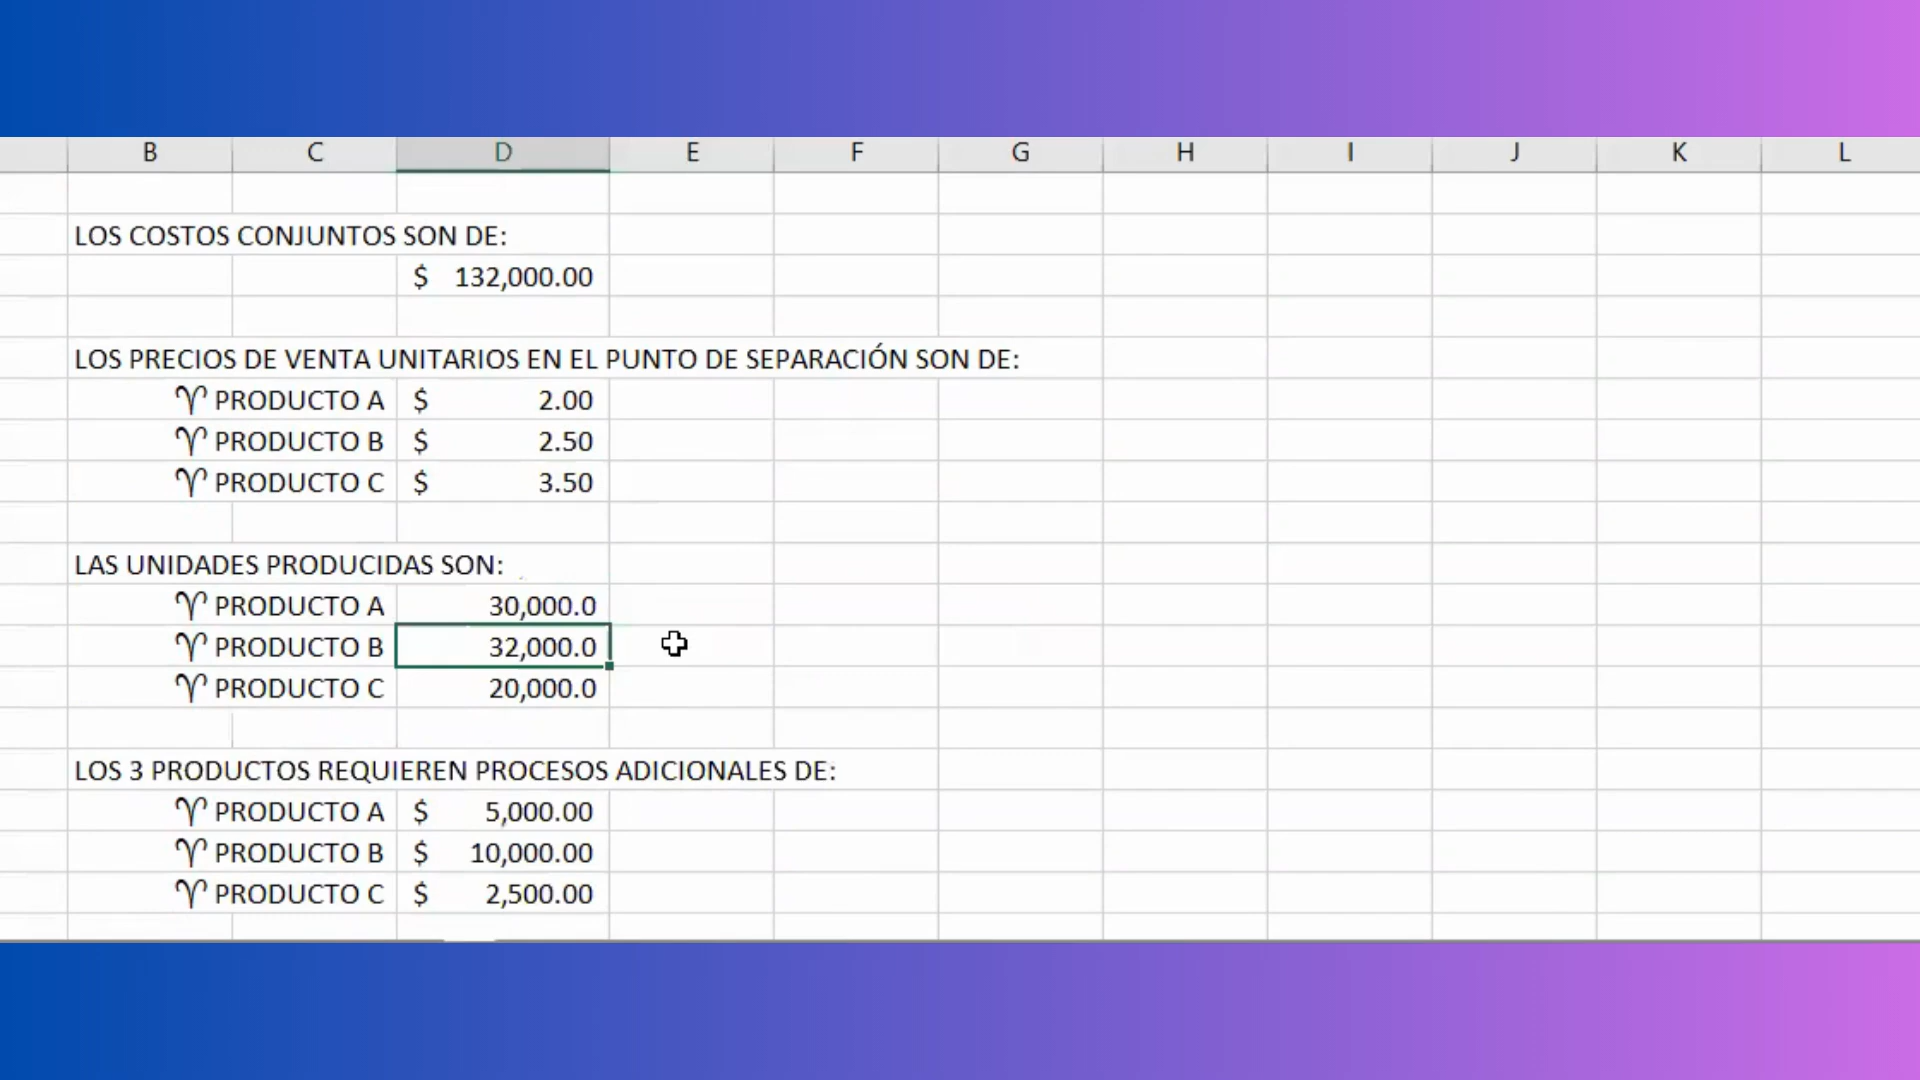 B C D E F G H I J K L
LOS COSTOS CONJUNTOS SON DE:
$ 132,000.00
LOS PRECIOS DE VENTA UNITARIOS EN EL PUNTO DE SEPARACIÓN SON DE:
♈ PRODUCTO A $ 2.00
♈ PRODUCTO B $ 2.50
♈ PRODUCTO C $ 3.50
LAS UNIDADES PRODUCIDAS SON:
♈ PRODUCTO A 30,000.0
♈ PRODUCTO B 32,000.0
♈ PRODUCTO C 20,000.0
LOS 3 PRODUCTOS REQUIEREN PROCESOS ADICIONALES DE:
♈ PRODUCTO A $ 5,000.00
♈ PRODUCTO B $ 10,000.00
♈ PRODUCTO C $ 2,500.00